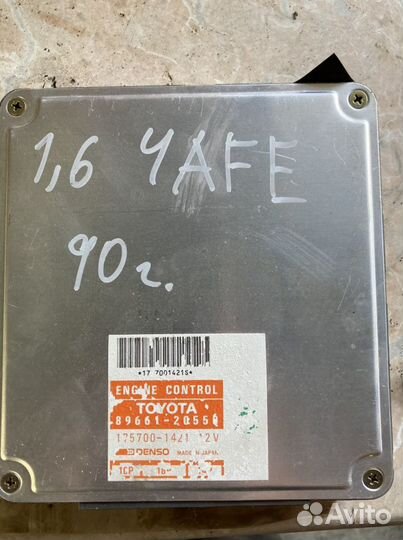 1,6 4AFE
90г.
*17 7001421S*
ENGINE CONTROL
TOYOTA
89661-20550
175700-1421 12V
DENSO MADE IN JAPAN
TCP
Avito